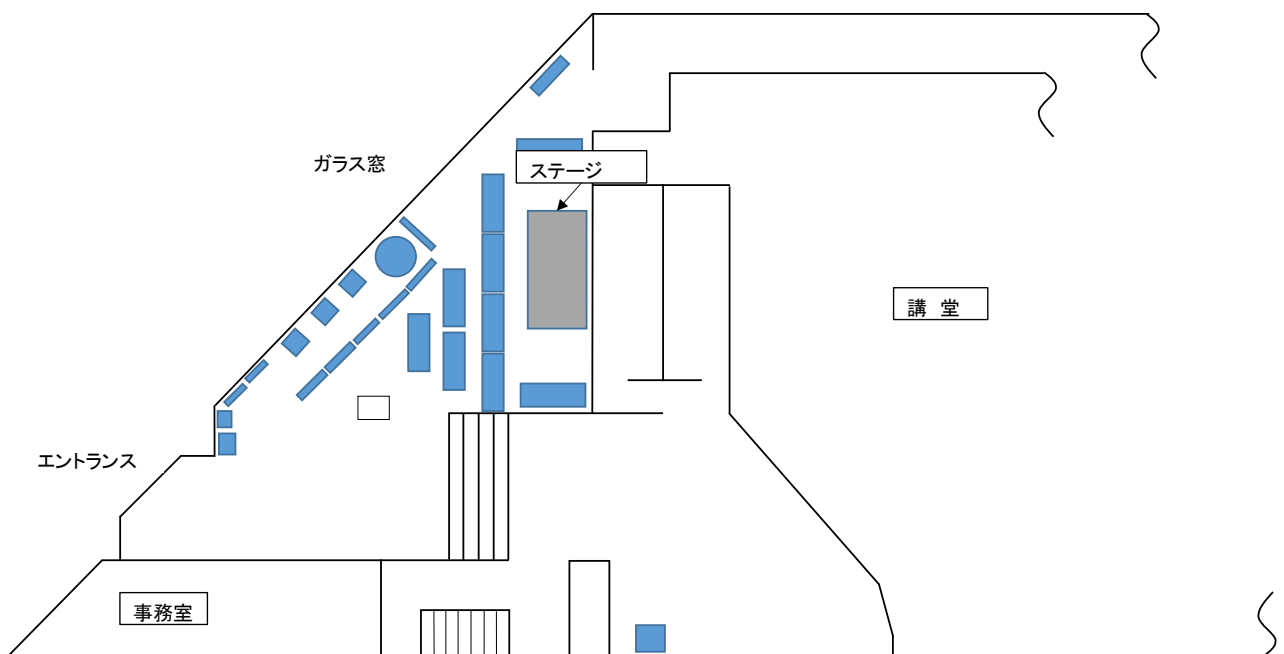 ガラス窓
ステージ
講 堂
エントランス
事務室